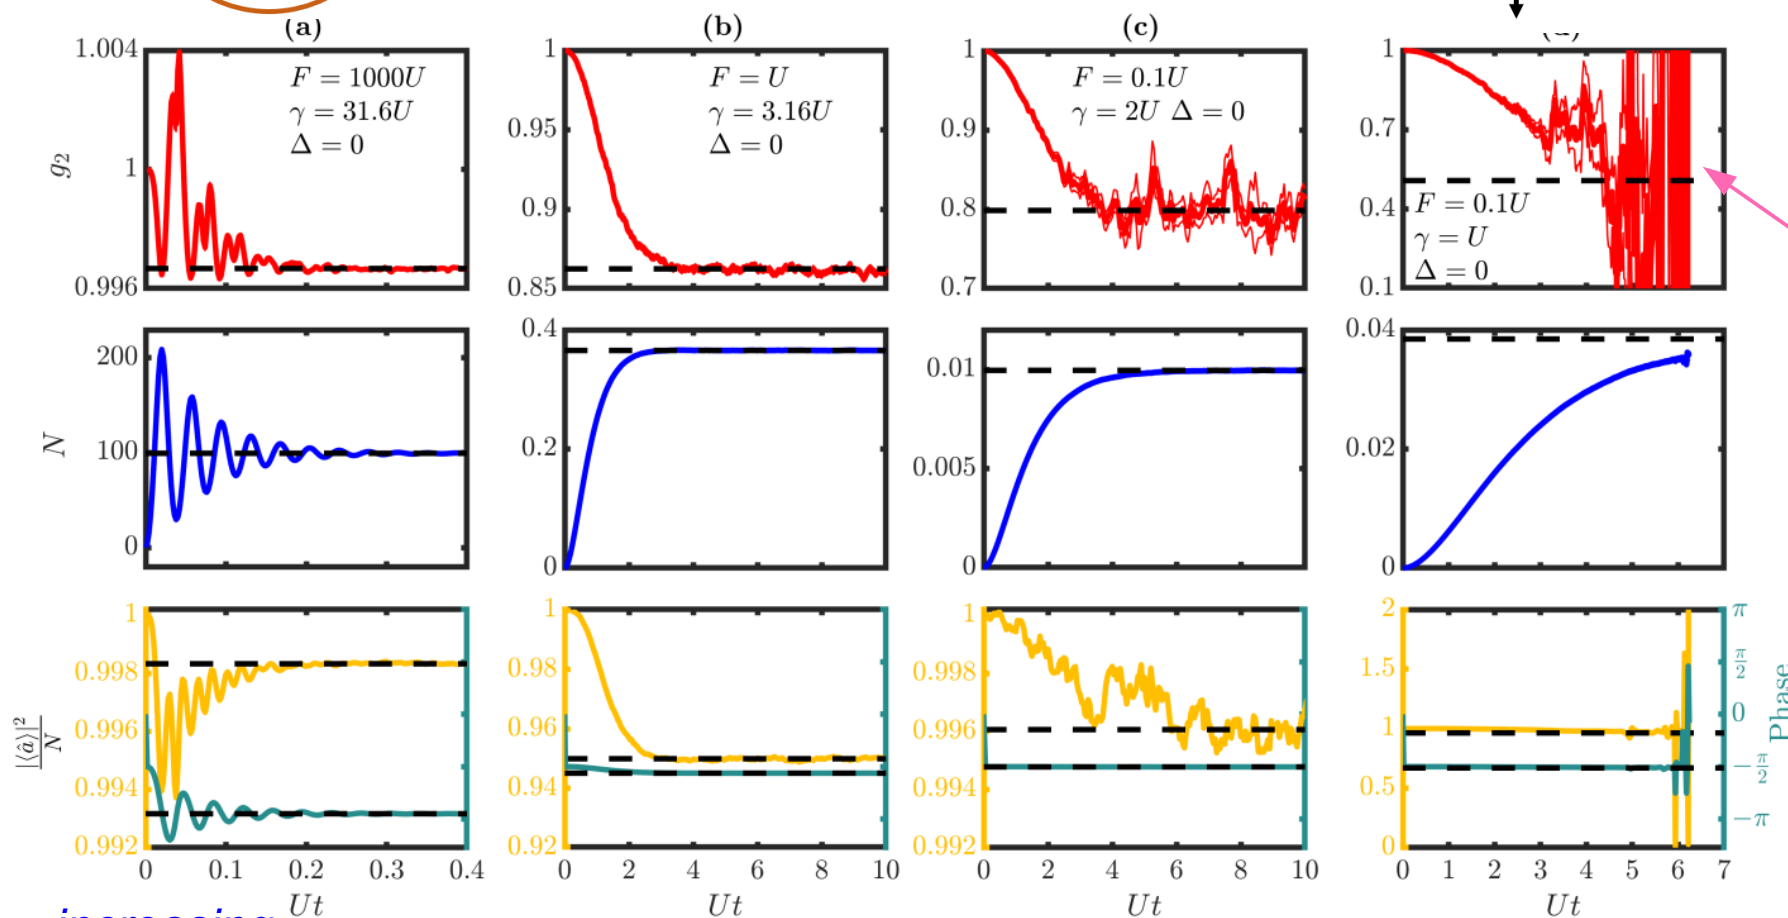 (a) (b) (c) (d)
1.004 1 1 1
F = 1000U F = U F = 0.1U
γ = 31.6U γ = 3.16U γ = 2U Δ = 0
Δ = 0 Δ = 0
0.95 0.9 0.7
g₂ 1
0.9 0.8 0.4 F = 0.1U
γ = U
Δ = 0
0.996 0.85 0.7 0.1
0.4 0.04
200
0.01
N 100 0.2 0.02
0.005
0 0 0 0
1 1 1 2 π
0.998 0.98 0.998 1.5 π/2
0.996 0.96 0.996 1 0
|⟨â⟩|²/N Phase
0.994 0.94 0.994 0.5 −π/2
−π
0.992 0.92 0.992 0
0 0.1 0.2 0.3 0.4 0 2 4 6 8 10 0 2 4 6 8 10 0 1 2 3 4 5 6 7
Ut Ut Ut Ut
increasing